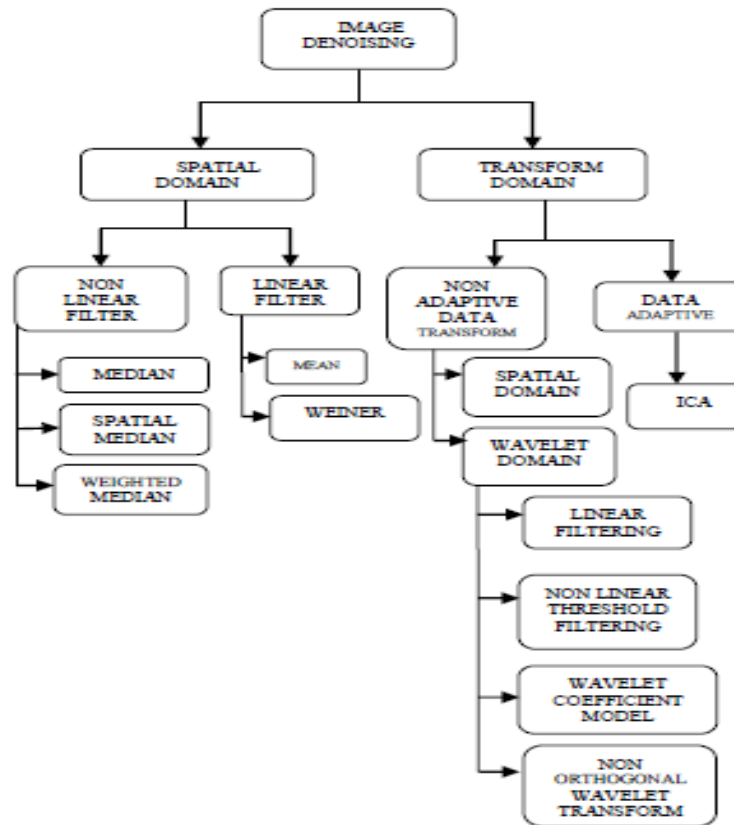 IMAGE
DENOISING
SPATIAL
DOMAIN
TRANSFORM
DOMAIN
NON
LINEAR
FILTER
LINEAR
FILTER
NON
ADAPTIVE
DATA
TRANSFORM
DATA
ADAPTIVE
MEDIAN
SPATIAL
MEDIAN
WEIGHTED
MEDIAN
MEAN
WEINER
SPATIAL
DOMAIN
WAVELET
DOMAIN
ICA
LINEAR
FILTERING
NON LINEAR
THRESHOLD
FILTERING
WAVELET
COEFFICIENT
MODEL
NON
ORTHOGONAL
WAVELET
TRANSFORM